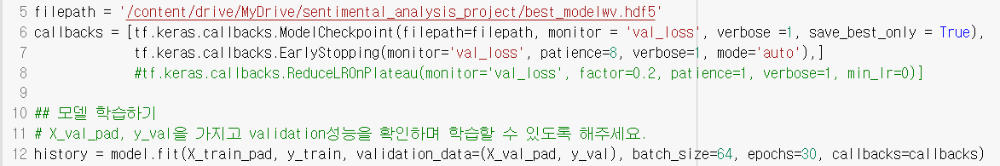 5 filepath = '/content/drive/MyDrive/sentimental_analysis_project/best_modelwv.hdf5'
6 callbacks = [tf.keras.callbacks.ModelCheckpoint(filepath=filepath, monitor = 'val_loss', verbose =1, save_best_only = True),
7 tf.keras.callbacks.EarlyStopping(monitor='val_loss', patience=8, verbose=1, mode='auto'),]
8 #tf.keras.callbacks.ReduceLROnPlateau(monitor='val_loss', factor=0.2, patience=1, verbose=1, min_lr=0)]
9
10 ## 모델 학습하기
11 # X_val_pad, y_val을 가지고 validation성능을 확인하며 학습할 수 있도록 해주세요.
12 history = model.fit(X_train_pad, y_train, validation_data=(X_val_pad, y_val), batch_size=64, epochs=30, callbacks=callbacks)